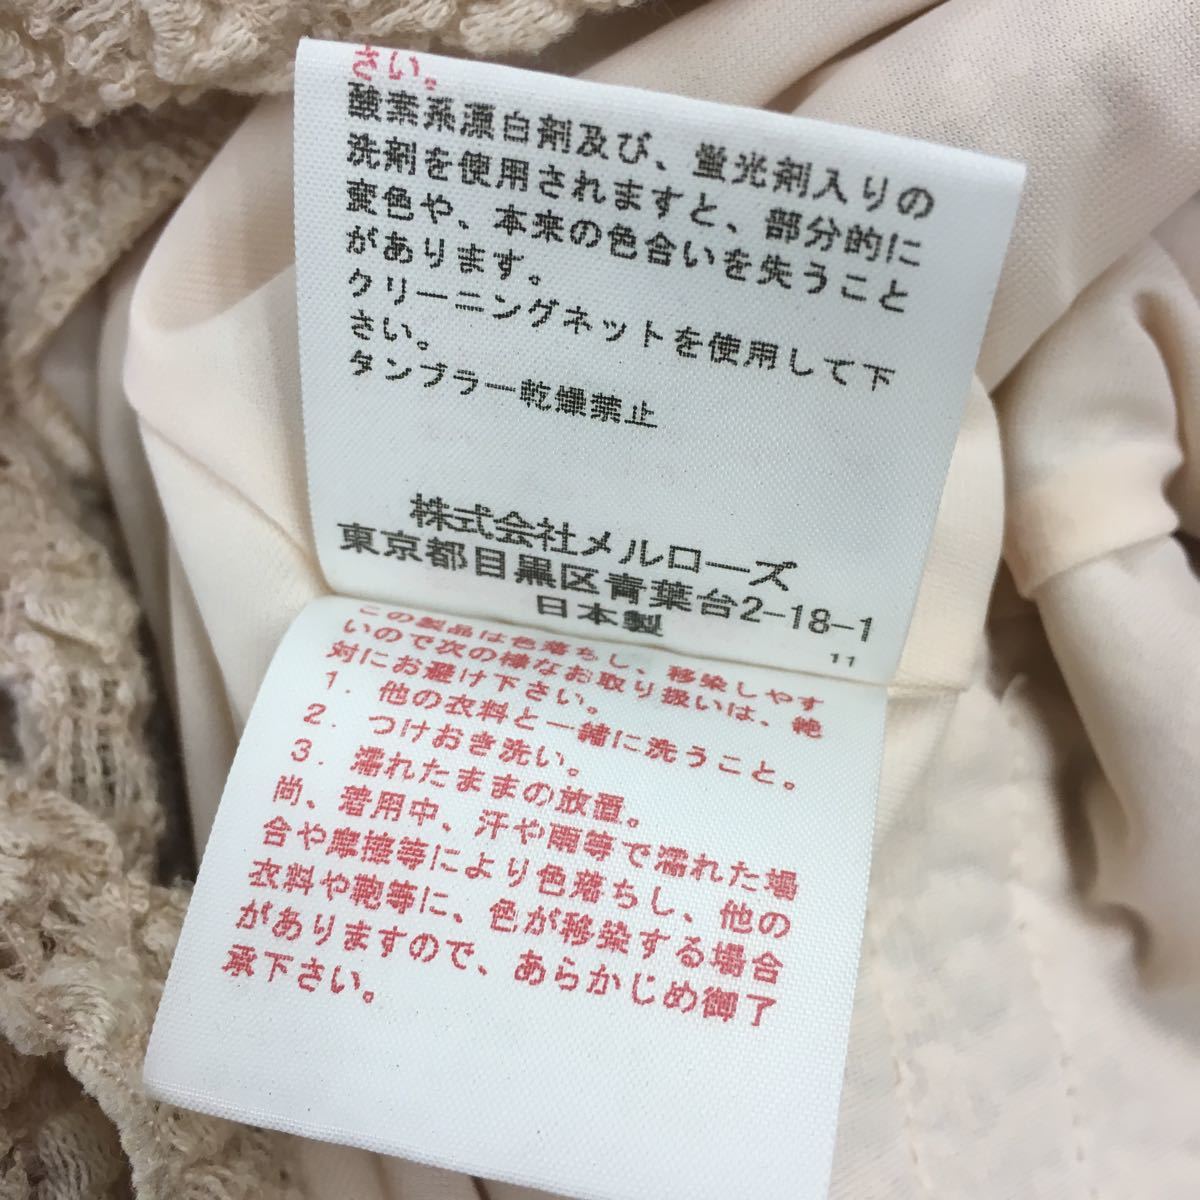 さい。
酸素系漂白剤及び、蛍光剤入りの
洗剤を使用されますと、部分的に
変色や、本来の色合いを失うこと
があります。
クリーニングネットを使用して下
さい。
タンブラー乾燥禁止
株式会社メルローズ
東京都目黒区青葉台2-18-1
日本製
11
この製品は色落ちし、移染しやす
いので次の様なお取り扱いは、絶
対にお避け下さい。
1. 他の衣料と一緒に洗うこと。
2. つけおき洗い。
3. 濡れたままの放置。
尚、着用中、汗や雨等で濡れた場
合や摩擦等により色落ちし、他の
衣料や鞄等に、色が移染する場合
がありますので、あらかじめ御了
承下さい。